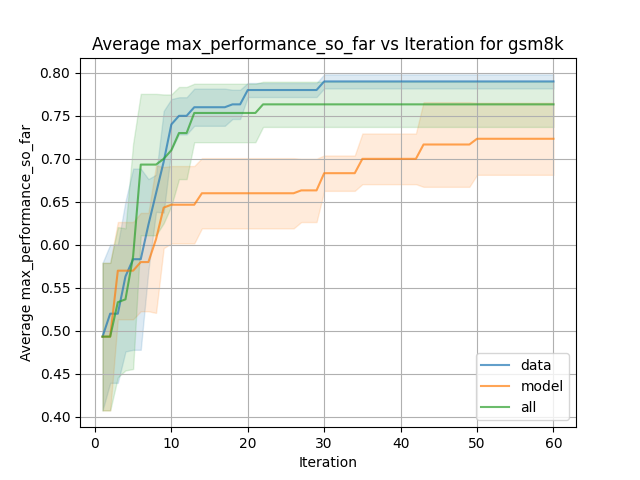 Average max_performance_so_far vs Iteration for gsm8k
Average max_performance_so_far
0.80
0.75
0.70
0.65
0.60
0.55
0.50
0.45
0.40
data
model
all
0 10 20 30 40 50 60
Iteration